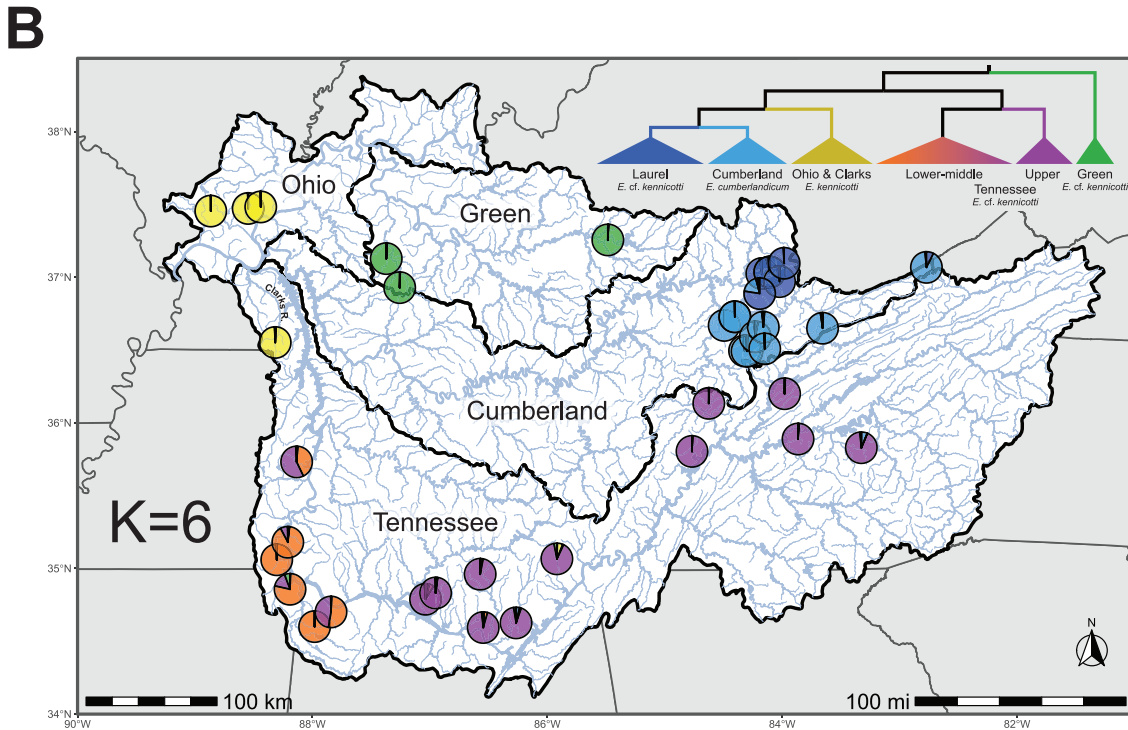 B
38°N
37°N
36°N
35°N
34°N
90°W
88°W
86°W
84°W
82°W
Ohio
Green
Clarks R.
Cumberland
Tennessee
K=6
Laurel
E. cf. kennicotti
Cumberland
E. cumberlandicum
Ohio & Clarks
E. kennicotti
Lower-middle
Upper
Tennessee
E. cf. kennicotti
Green
E. cf. kennicotti
N
100 km
100 mi